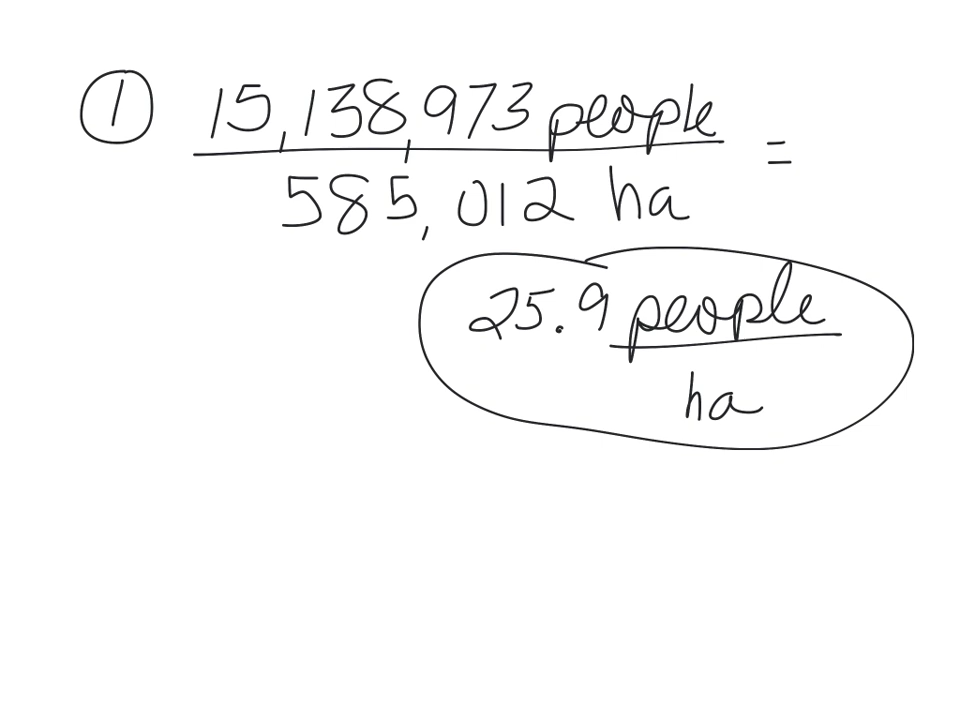 ① 15,138,973 people
585,012 ha
=
25.9 people
ha